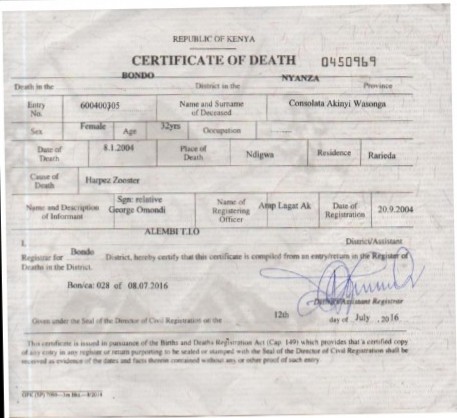 REPUBLIC OF KENYA
CERTIFICATE OF DEATH 0450969
Death in the BONDO District in the NYANZA Province
Entry No. 600400305 Name and Surname of Deceased Consolata Akinyi Wasonga
Sex Female Age 32yrs Occupation
Date of Death 8.1.2004 Place of Death Ndigwa Residence Rarieda
Cause of Death Harpez Zooster
Name and Description of Informant Sgn: relative George Omondi Name of Registering Officer Arap Lagat Ak Date of Registration 20.9.2004
I, ALEMBI T.I.O District/Assistant
Registrar for Bondo District, hereby certify that this certificate is compiled from an entry/return in the Register of
Deaths in the District.
Bon/ica: 028 of 08.07.2016
District/Assistant Registrar
Given under the Seal of the Director of Civil Registration on the 12th day of July , 2016
This certificate is issued in pursuance of the Births and Deaths Registration Act (Cap. 149) which provides that a certified copy
of any entry in any register or return purporting to be sealed or stamped with the Seal of the Director of Civil Registration shall be
received as evidence of the dates and facts therein contained without any or other proof of such entry.